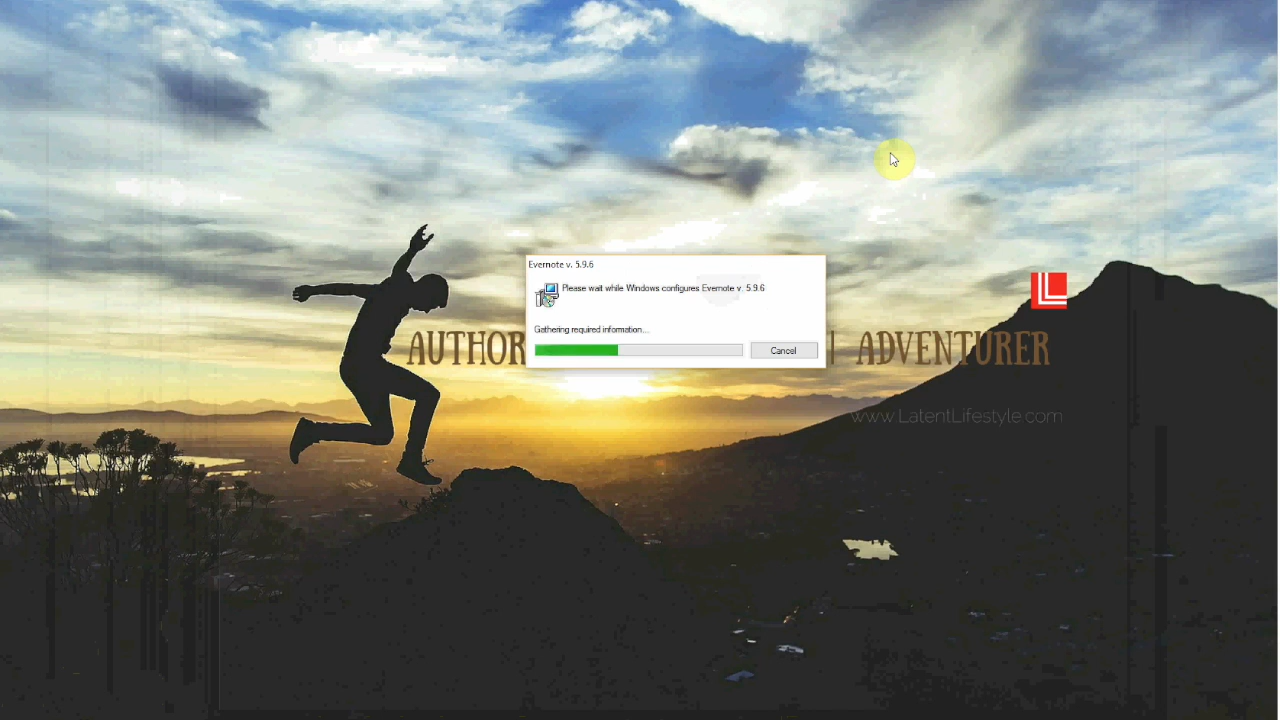 Evernote v. 5.9.6
Please wait while Windows configures Evernote v. 5.9.6
Gathering required information...
Cancel
AUTHOR
ADVENTURER
www.LatentLifestyle.com